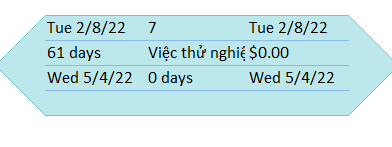 Tue 2/8/22 7 Tue 2/8/22
61 days Việc thử nghiệ $0.00
Wed 5/4/22 0 days Wed 5/4/22